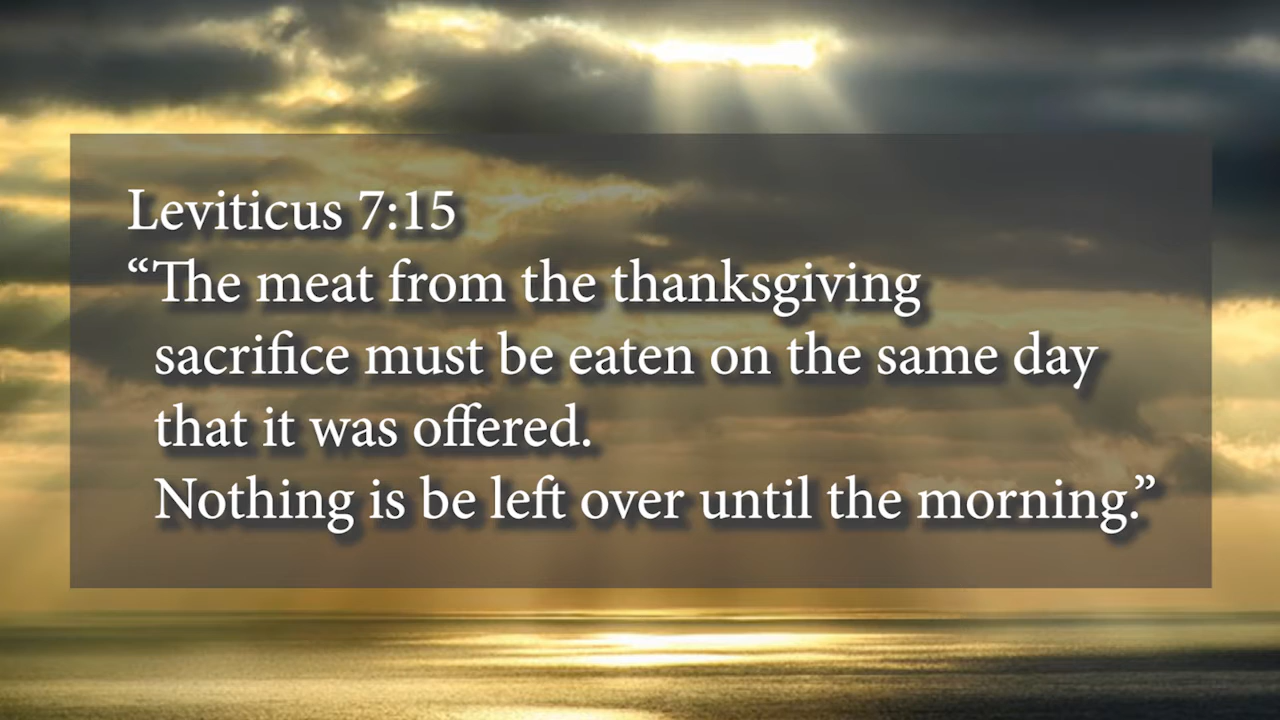 Leviticus 7:15
“The meat from the thanksgiving
sacrifice must be eaten on the same day
that it was offered.
Nothing is be left over until the morning.”